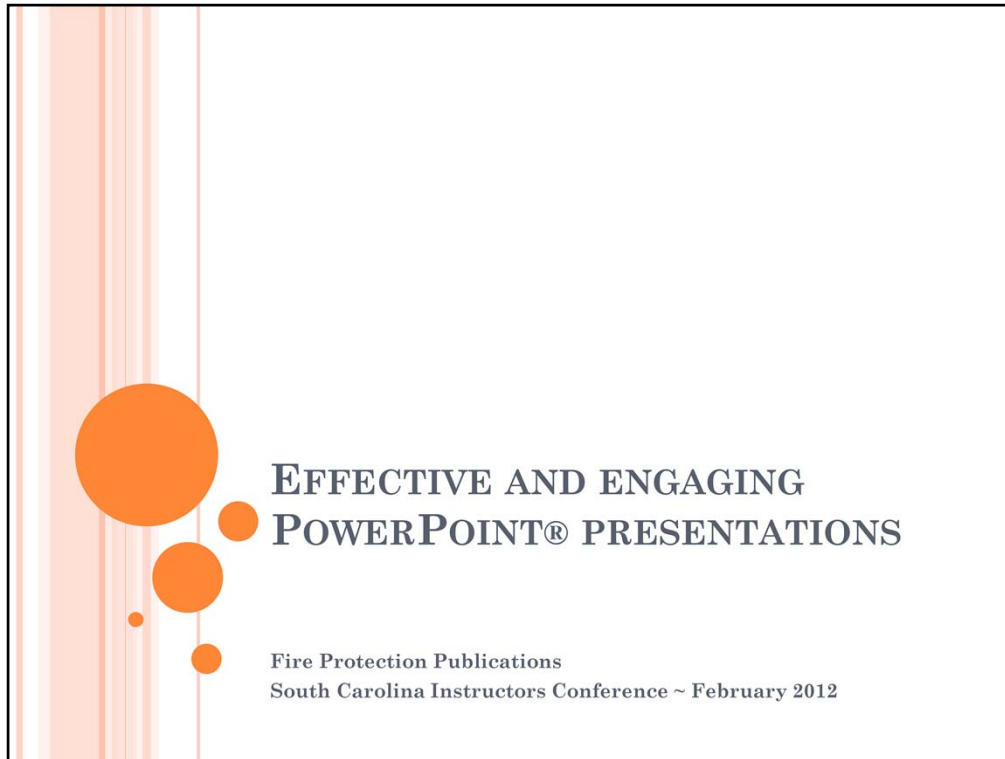 Effective and engaging
PowerPoint® presentations
Fire Protection Publications
South Carolina Instructors Conference ~ February 2012